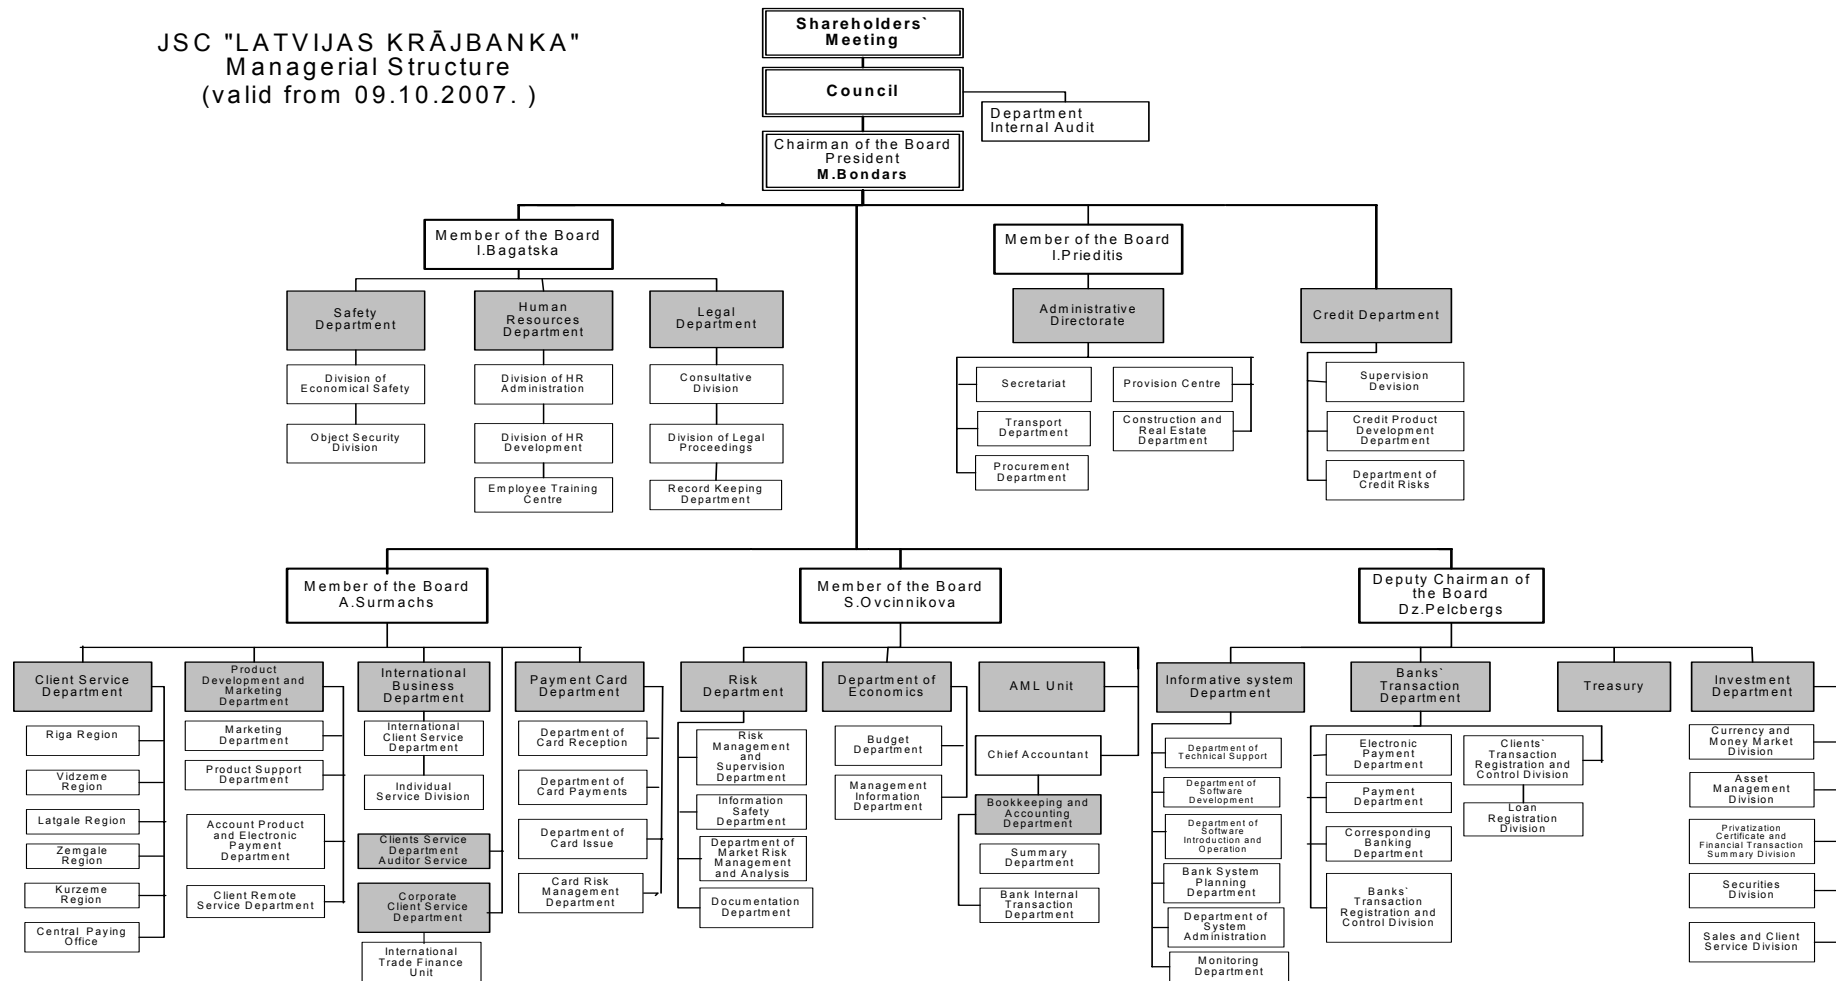 JSC "LATVIJAS KRĀJBANKA"
Managerial Structure
(valid from 09.10.2007. )
Shareholders`
Meeting
Council
Department
Internal Audit
Chairman of the Board
President
M.Bondars
Member of the Board
I.Bagatska
Member of the Board
I.Prieditis
Safety
Department
Human
Resources
Department
Legal
Department
Administrative
Directorate
Credit Department
Division of
Economical Safety
Division of HR
Administration
Consultative
Division
Secretariat
Provision Centre
Supervision
Devision
Object Security
Division
Division of HR
Development
Division of Legal
Proceedings
Transport
Department
Construction and
Real Estate
Department
Credit Product
Development
Department
Employee Training
Centre
Record Keeping
Department
Procurement
Department
Department of
Credit Risks
Member of the Board
A.Surmachs
Member of the Board
S.Ovcinnikova
Deputy Chairman of
the Board
Dz.Pelcbergs
Client Service
Department
Product
Development and
Marketing
Department
International
Business
Department
Payment Card
Department
Risk
Department
Department of
Economics
AML Unit
Informative system
Department
Banks`
Transaction
Department
Treasury
Investment
Department
Riga Region
Vidzeme
Region
Latgale Region
Zemgale
Region
Kurzeme
Region
Central Paying
Office
Marketing
Department
Product Support
Department
Account Product
and Electronic
Payment
Department
Client Remote
Service Department
International
Client Service
Department
Individual
Service Division
Clients Service
Department
Auditor Service
Corporate
Client Service
Department
International
Trade Finance
Unit
Department of
Card Reception
Department of
Card Payments
Department of
Card Issue
Card Risk
Management
Department
Risk
Management
and
Supervision
Department
Information
Safety
Department
Department of
Market Risk
Management
and Analysis
Documentation
Department
Budget
Department
Management
Information
Department
Chief Accountant
Bookkeeping and
Accounting
Department
Summary
Department
Bank Internal
Transaction
Department
Department of
Technical Support
Department of
Software
Development
Department of
Software
Introduction and
Operation
Bank System
Planning
Department
Department of
System
Administration
Monitoring
Department
Electronic
Payment
Department
Payment
Department
Corresponding
Banking
Department
Banks`
Transaction
Registration and
Control Division
Clients`
Transaction
Registration and
Control Division
Loan
Registration
Division
Currency and
Money Market
Division
Asset
Management
Division
Privatization
Certificate and
Financial Transaction
Summary Division
Securities
Division
Sales and Client
Service Division